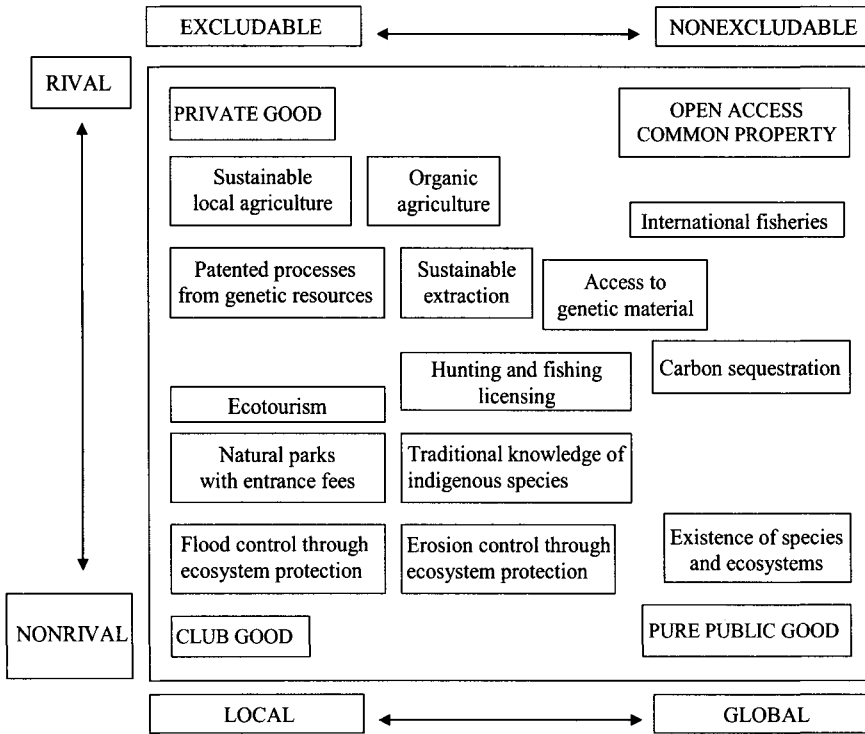 EXCLUDABLE
NONEXCLUDABLE
RIVAL
PRIVATE GOOD
OPEN ACCESS
COMMON PROPERTY
Sustainable
local agriculture
Organic
agriculture
International fisheries
Patented processes
from genetic resources
Sustainable
extraction
Access to
genetic material
Hunting and fishing
licensing
Carbon sequestration
Ecotourism
Natural parks
with entrance fees
Traditional knowledge of
indigenous species
Flood control through
ecosystem protection
Erosion control through
ecosystem protection
Existence of species
and ecosystems
NONRIVAL
CLUB GOOD
PURE PUBLIC GOOD
LOCAL
GLOBAL